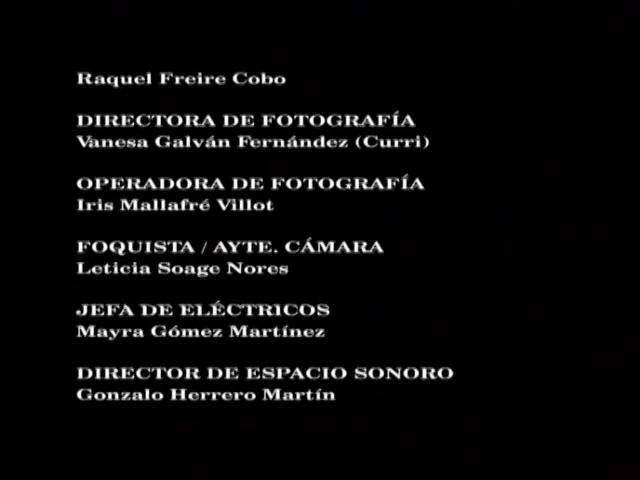 Raquel Freire Cobo
DIRECTORA DE FOTOGRAFÍA
Vanesa Galván Fernández (Curri)
OPERADORA DE FOTOGRAFÍA
Iris Mallafré Villot
FOQUISTA / AYTE. CÁMARA
Leticia Soage Nores
JEFA DE ELÉCTRICOS
Mayra Gómez Martínez
DIRECTOR DE ESPACIO SONORO
Gonzalo Herrero Martín